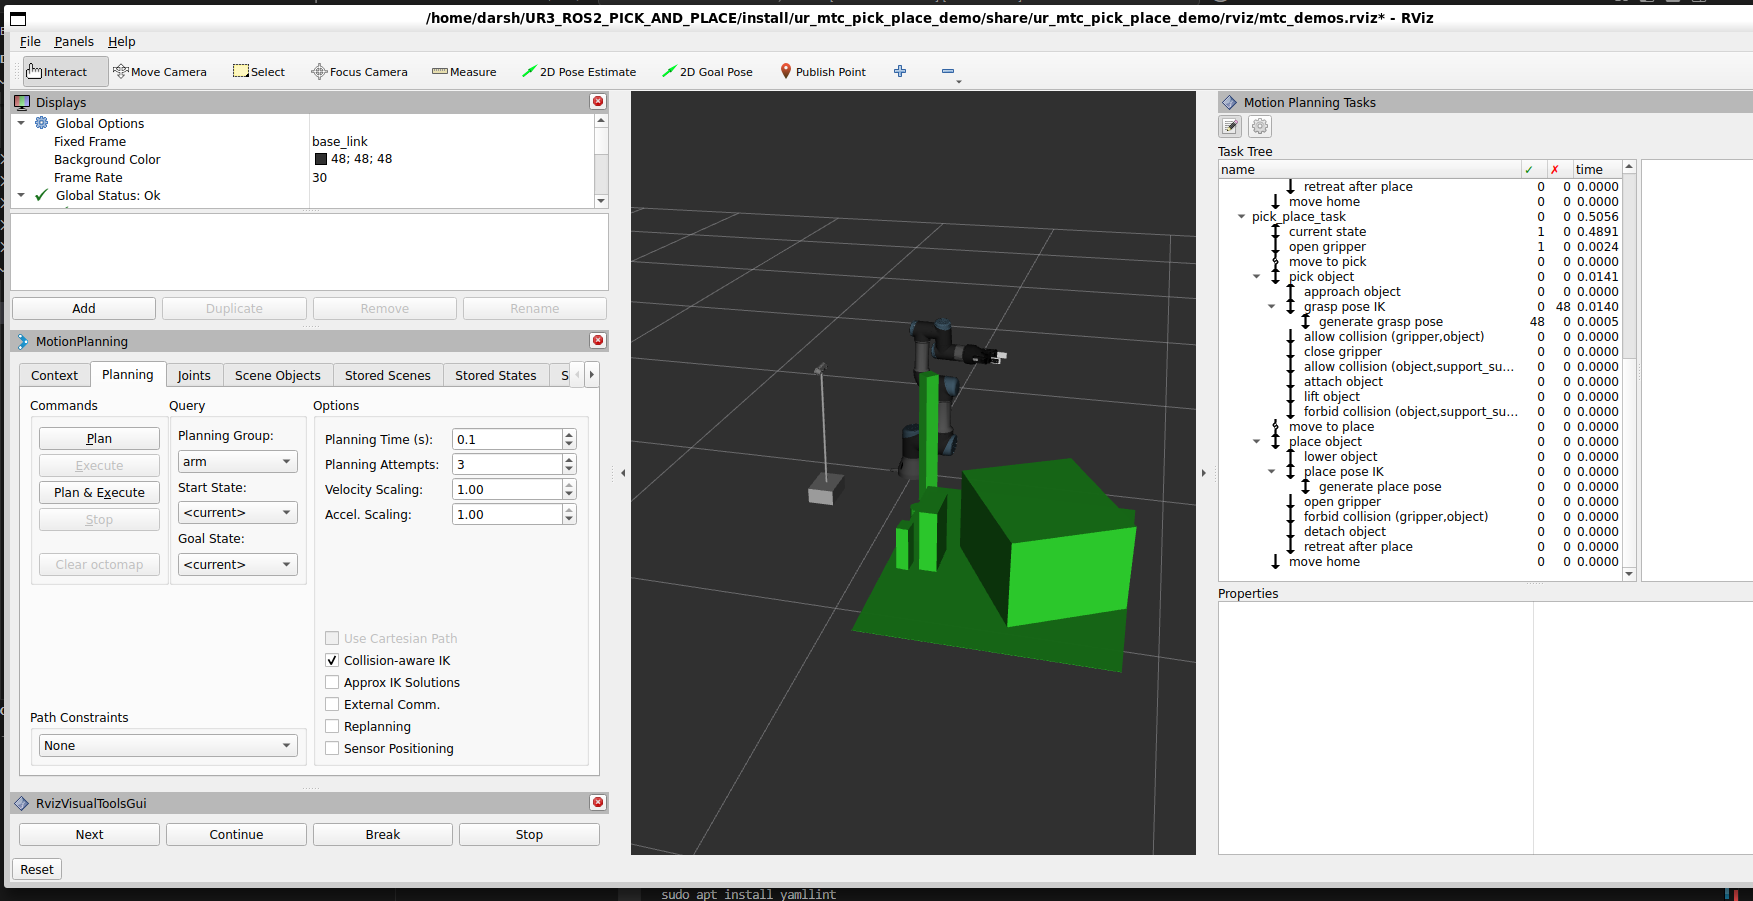 /home/darsh/UR3_ROS2_PICK_AND_PLACE/install/ur_mtc_pick_place_demo/share/ur_mtc_pick_place_demo/rviz/mtc_demos.rviz* - RViz
File Panels Help
Interact Move Camera Select Focus Camera Measure 2D Pose Estimate 2D Goal Pose Publish Point
Displays
Global Options
Fixed Frame base_link
Background Color 48; 48; 48
Frame Rate 30
Global Status: Ok
Add Duplicate Remove Rename
MotionPlanning
Context Planning Joints Scene Objects Stored Scenes Stored States S
Commands Query Options
Plan
Execute
Plan & Execute
Stop
Clear octomap
Planning Group:
arm
Start State:
<current>
Goal State:
<current>
Planning Time (s): 0.1
Planning Attempts: 3
Velocity Scaling: 1.00
Accel. Scaling: 1.00
Use Cartesian Path
Collision-aware IK
Approx IK Solutions
External Comm.
Replanning
Sensor Positioning
Path Constraints
None
RvizVisualToolsGui
Next Continue Break Stop
Reset
Motion Planning Tasks
Task Tree
name ✓ ✗ time
retreat after place 0 0 0.0000
move home 0 0 0.0000
pick_place_task 0 0 0.5056
current state 1 0 0.4891
open gripper 1 0 0.0024
move to pick 0 0 0.0000
pick object 0 0 0.0141
approach object 0 0 0.0000
grasp pose IK 0 48 0.0140
generate grasp pose 48 0 0.0005
allow collision (gripper,object) 0 0 0.0000
close gripper 0 0 0.0000
allow collision (object,support_su... 0 0 0.0000
attach object 0 0 0.0000
lift object 0 0 0.0000
forbid collision (object,support_su... 0 0 0.0000
move to place 0 0 0.0000
place object 0 0 0.0000
lower object 0 0 0.0000
place pose IK 0 0 0.0000
generate place pose 0 0 0.0000
open gripper 0 0 0.0000
forbid collision (gripper,object) 0 0 0.0000
detach object 0 0 0.0000
retreat after place 0 0 0.0000
move home 0 0 0.0000
Properties
sudo apt install yamllint